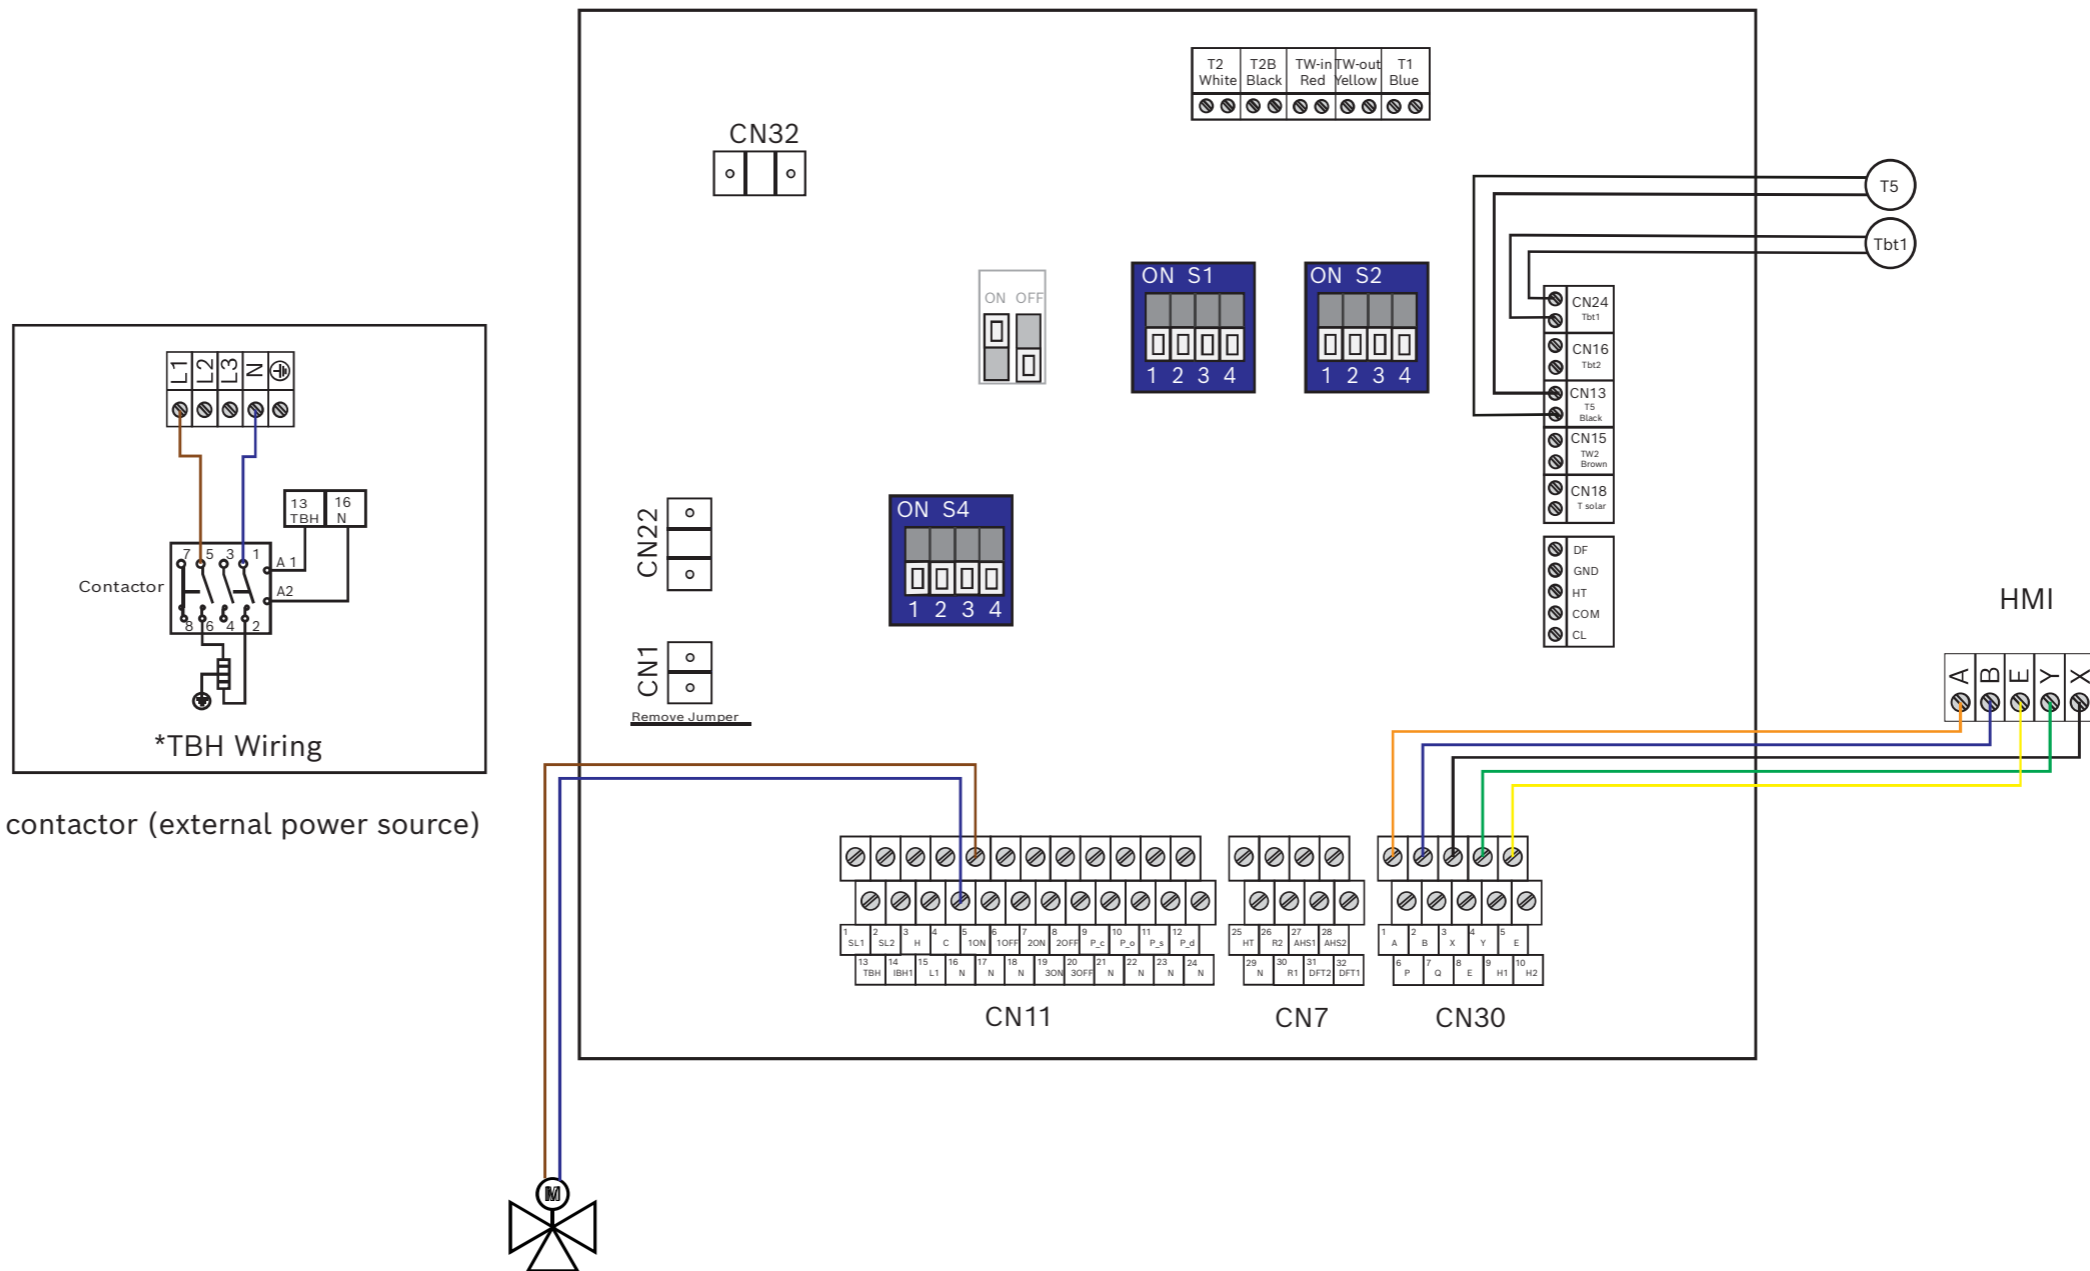 T2 T2B TW-in TW-out T1
White Black Red Yellow Blue
CN32
T5
Tbt1
ON OFF
ON S1
1 2 3 4
ON S2
1 2 3 4
CN24
Tbt1
CN16
Tbt2
CN13
T5
Black
CN15
TW2
Brown
CN18
T solar
DF
GND
HT
COM
CL
L1 L2 L3 N
13 16
TBH N
7 5 3 1
A 1
A2
Contactor
8 6 4 2
*TBH Wiring
contactor (external power source)
CN22
ON S4
1 2 3 4
CN1
Remove Jumper
HMI
A B E Y X
1 2 3 4 5 6 7 8 9 10 11 12
SL1 SL2 H C 1ON 1OFF 2ON 2OFF P_c P_o P_s P_d
13 14 15 16 17 18 19 20 21 22 23 24
TBH IBH1 L1 N N N 3ON 3OFF N N N N
CN11
25 26 27 28
HT R2 AHS1 AHS2
29 30 31 32
N R1 DFT2 DFT1
CN7
1 2 3 4 5
A B X Y E
6 7 8 9 10
P Q E H1 H2
CN30
M